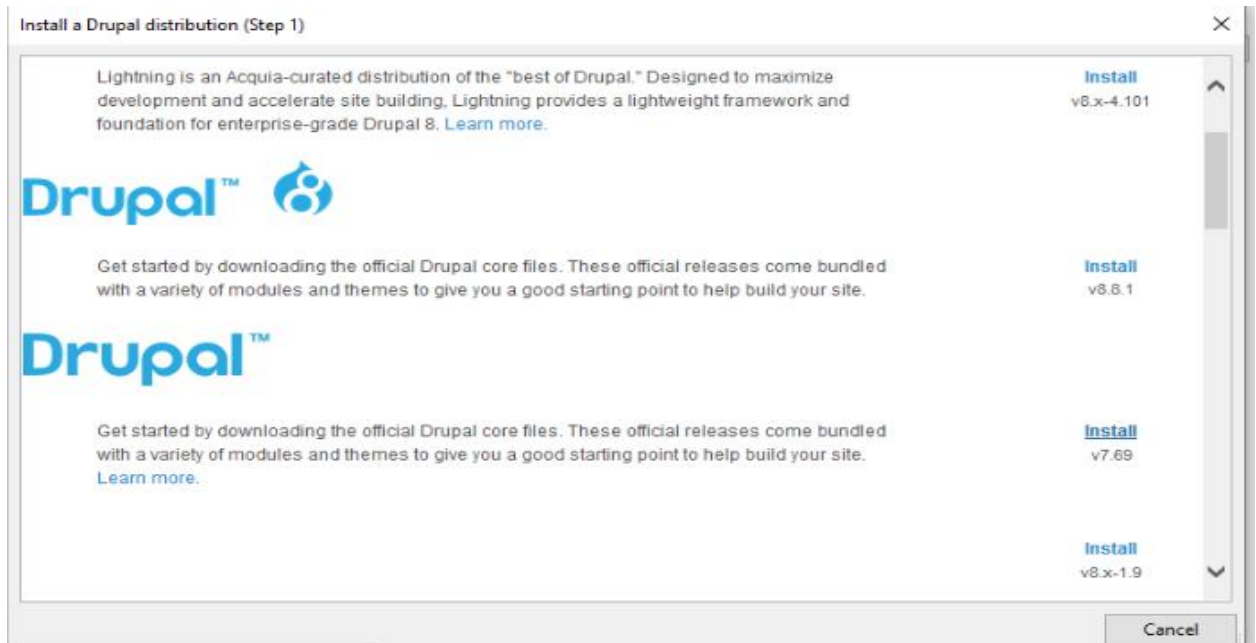 Install a Drupal distribution (Step 1)
Lightning is an Acquia-curated distribution of the "best of Drupal." Designed to maximize
development and accelerate site building, Lightning provides a lightweight framework and
foundation for enterprise-grade Drupal 8. Learn more.
Install
v8.x-4.101
Drupal™
Get started by downloading the official Drupal core files. These official releases come bundled
with a variety of modules and themes to give you a good starting point to help build your site.
Install
v8.8.1
Drupal™
Get started by downloading the official Drupal core files. These official releases come bundled
with a variety of modules and themes to give you a good starting point to help build your site.
Learn more.
Install
v7.69
Install
v8.x-1.9
Cancel